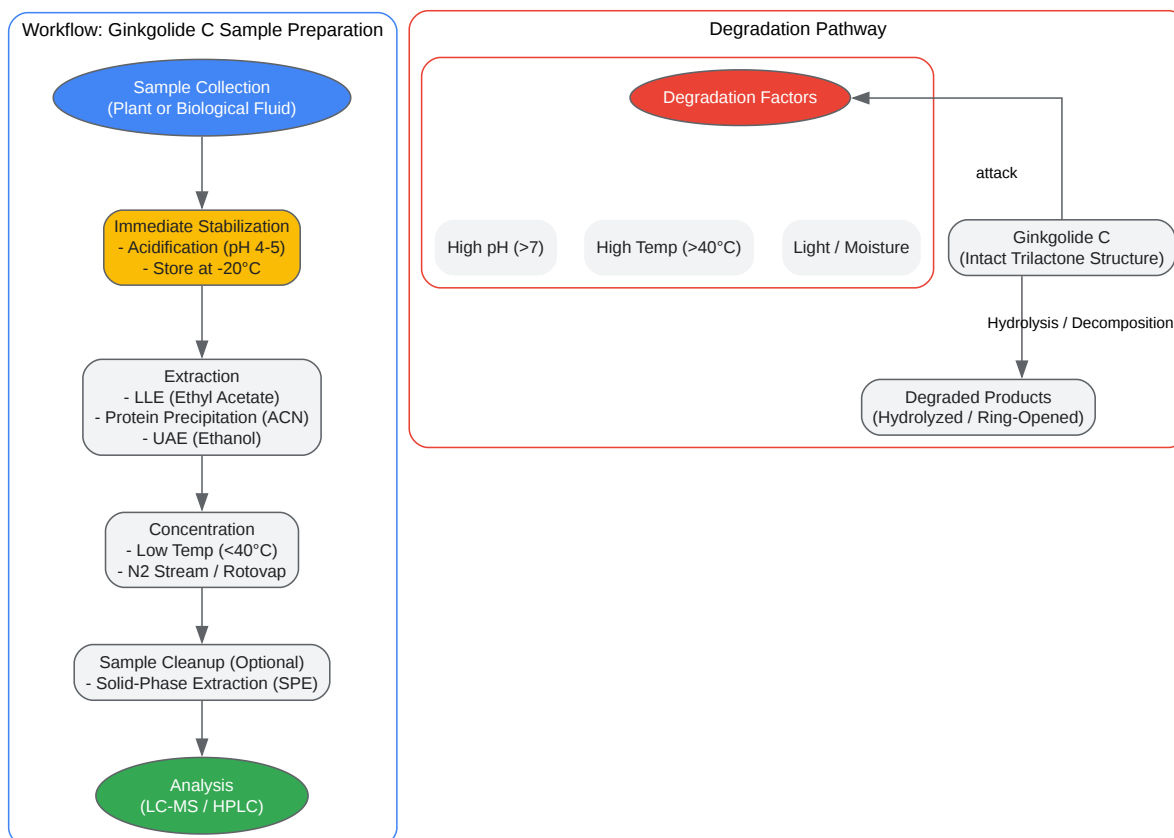 Workflow: Ginkgolide C Sample Preparation
Sample Collection
(Plant or Biological Fluid)
Immediate Stabilization
- Acidification (pH 4-5)
- Store at -20°C
Extraction
- LLE (Ethyl Acetate)
- Protein Precipitation (ACN)
- UAE (Ethanol)
Concentration
- Low Temp (<40°C)
- N2 Stream / Rotovap
Sample Cleanup (Optional)
- Solid-Phase Extraction (SPE)
Analysis
(LC-MS / HPLC)
Degradation Pathway
Degradation Factors
attack
High pH (>7)
High Temp (>40°C)
Light / Moisture
Ginkgolide C
(Intact Trilactone Structure)
Hydrolysis / Decomposition
Degraded Products
(Hydrolyzed / Ring-Opened)